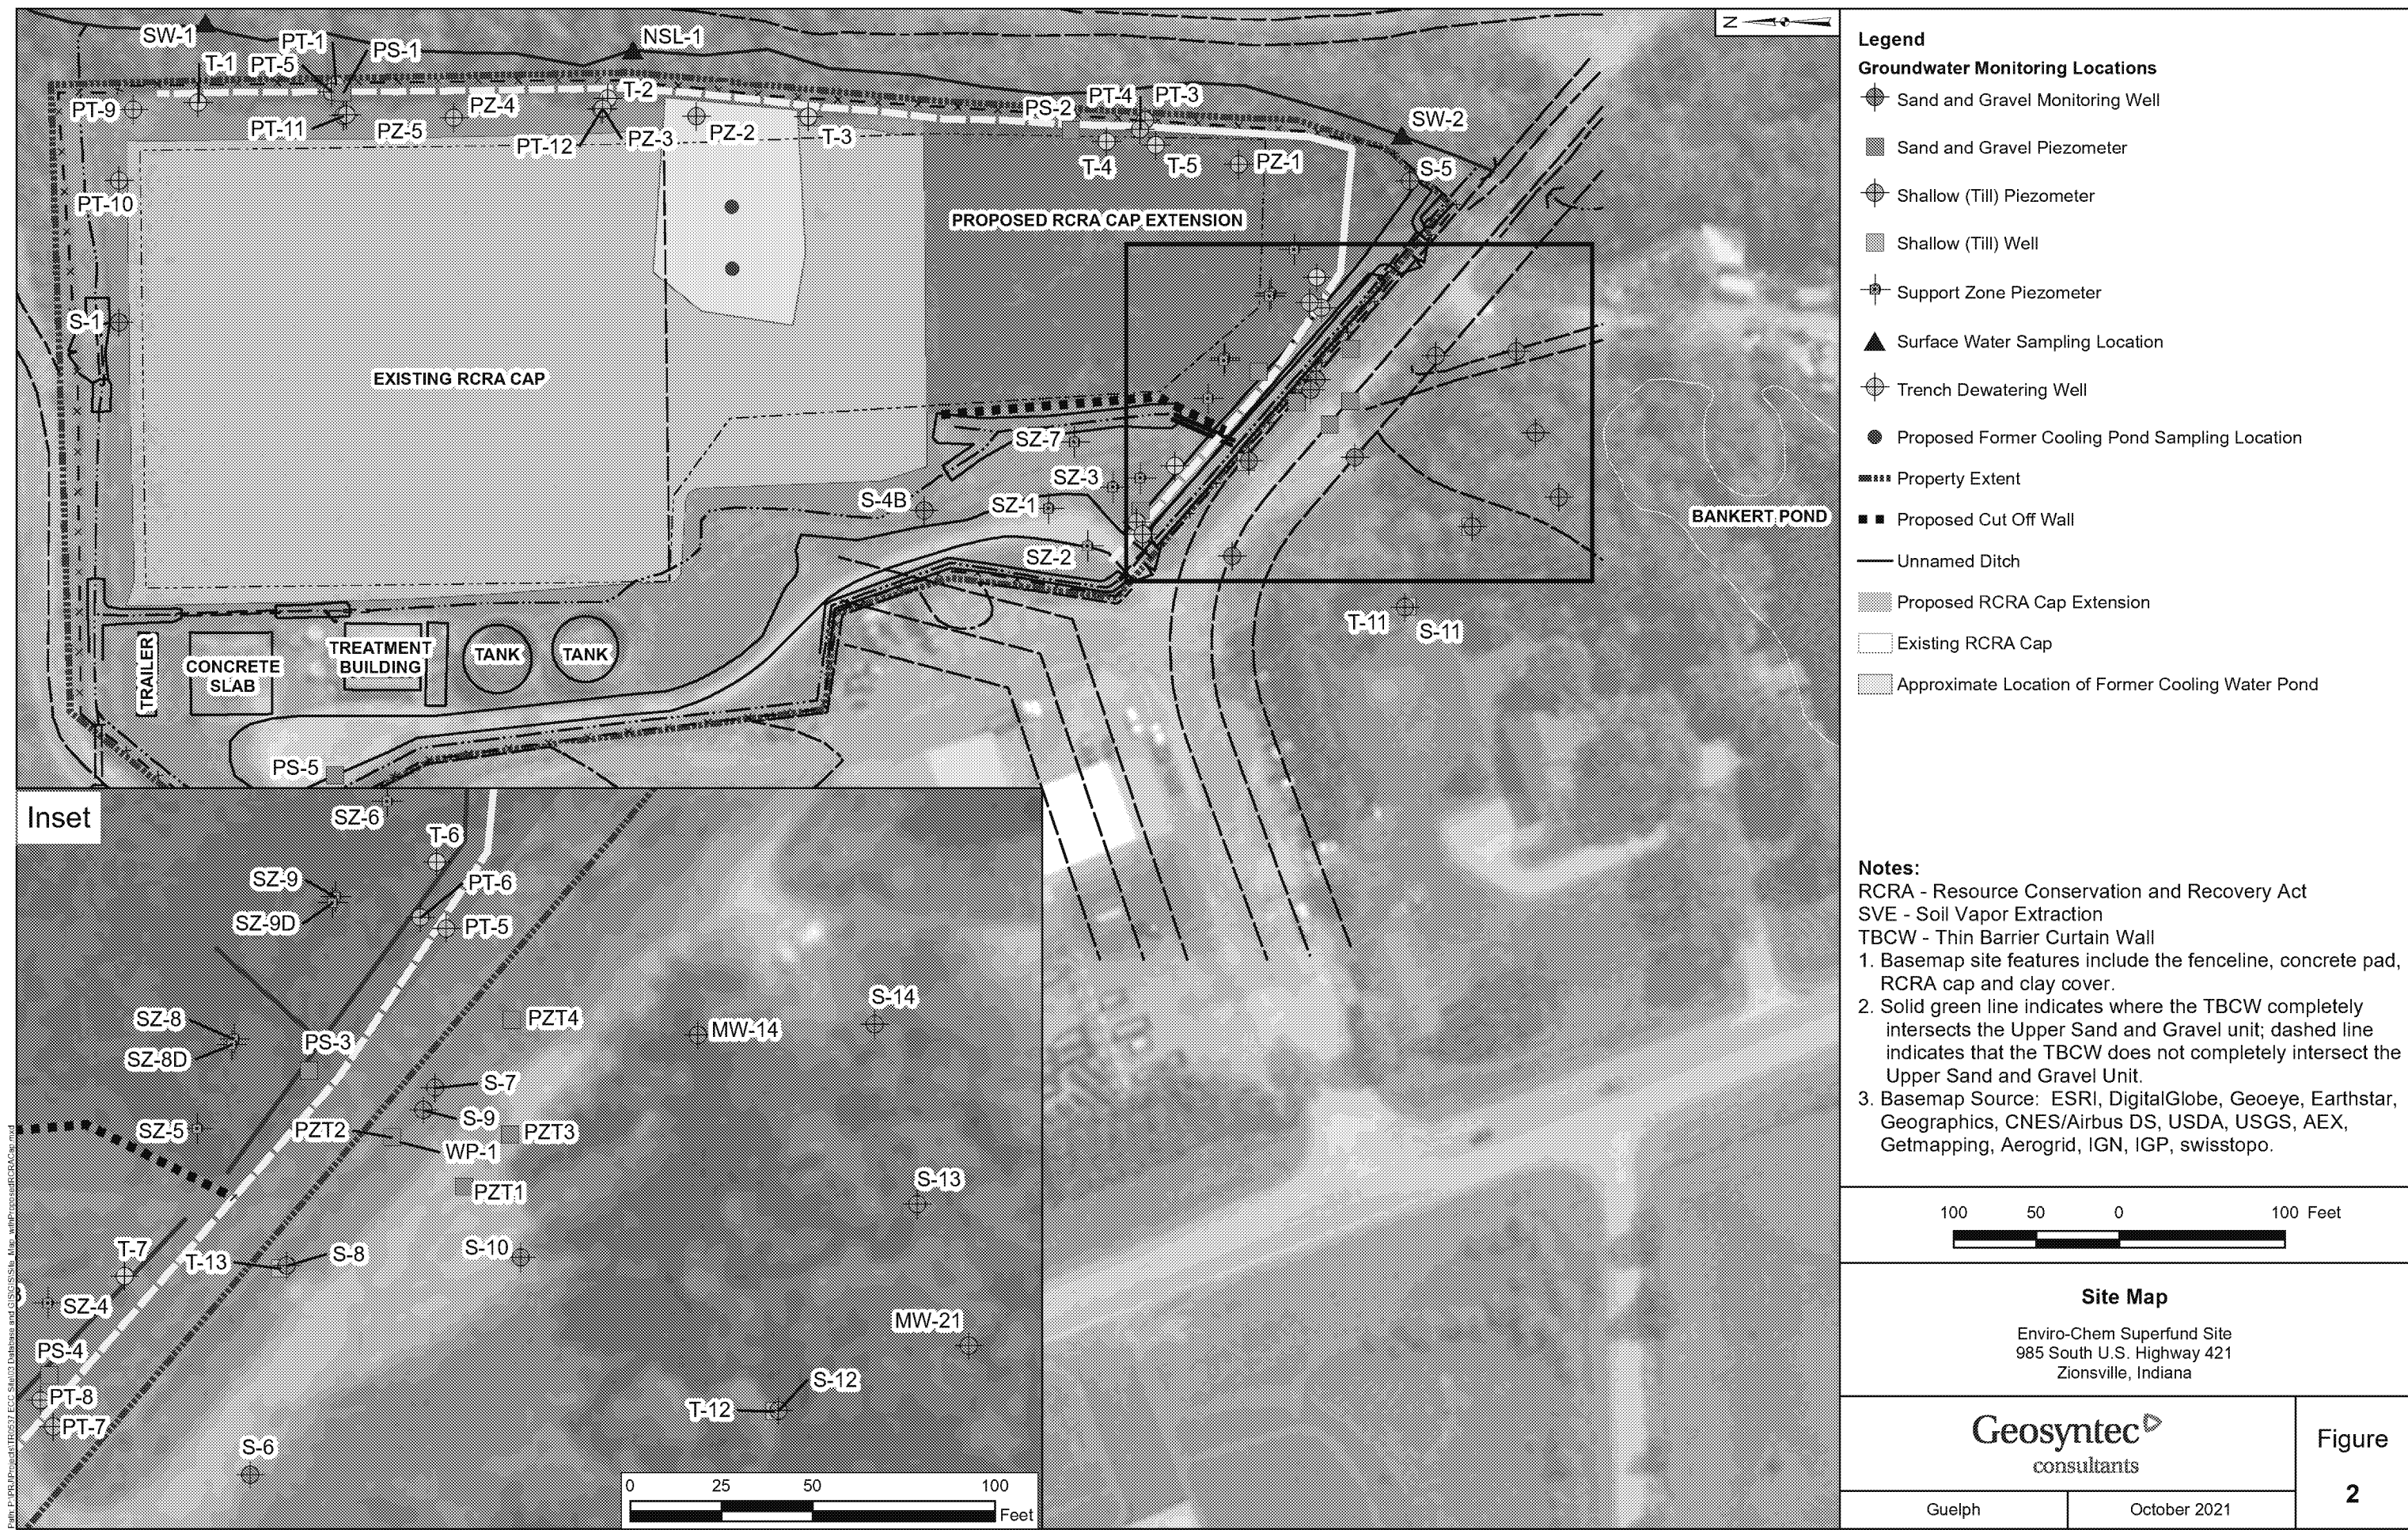 N
SW-1
PT-1
PS-1
NSL-1
T-1
PT-5
PT-9
PT-11
PZ-5
PZ-4
T-2
PT-12
PZ-3
PZ-2
T-3
PS-2
PT-4
PT-3
SW-2
T-4
T-5
PZ-1
S-5
PT-10
PROPOSED RCRA CAP EXTENSION
S-1
EXISTING RCRA CAP
SZ-7
SZ-3
S-4B
SZ-1
SZ-2
BANKERT POND
T-11
S-11
TRAILER
CONCRETE
SLAB
TREATMENT
BUILDING
TANK
TANK
PS-5
Inset
SZ-6
T-6
SZ-9
PT-6
SZ-9D
PT-5
S-14
SZ-8
PZT4
MW-14
PS-3
SZ-8D
S-7
S-9
SZ-5
PZT2
PZT3
WP-1
S-13
PZT1
T-7
T-13
S-8
S-10
SZ-4
MW-21
PS-4
S-12
PT-8
T-12
PT-7
S-6
0 25 50 100
Feet
Legend
Groundwater Monitoring Locations
Sand and Gravel Monitoring Well
Sand and Gravel Piezometer
Shallow (Till) Piezometer
Shallow (Till) Well
Support Zone Piezometer
Surface Water Sampling Location
Trench Dewatering Well
Proposed Former Cooling Pond Sampling Location
Property Extent
Proposed Cut Off Wall
Unnamed Ditch
Proposed RCRA Cap Extension
Existing RCRA Cap
Approximate Location of Former Cooling Water Pond
Notes:
RCRA - Resource Conservation and Recovery Act
SVE - Soil Vapor Extraction
TBCW - Thin Barrier Curtain Wall
1. Basemap site features include the fenceline, concrete pad,
RCRA cap and clay cover.
2. Solid green line indicates where the TBCW completely
intersects the Upper Sand and Gravel unit; dashed line
indicates that the TBCW does not completely intersect the
Upper Sand and Gravel Unit.
3. Basemap Source: ESRI, DigitalGlobe, Geoeye, Earthstar,
Geographics, CNES/Airbus DS, USDA, USGS, AEX,
Getmapping, Aerogrid, IGN, IGP, swisstopo.
100 50 0 100 Feet
Site Map
Enviro-Chem Superfund Site
985 South U.S. Highway 421
Zionsville, Indiana
Geosyntec
consultants
Figure
2
Guelph
October 2021